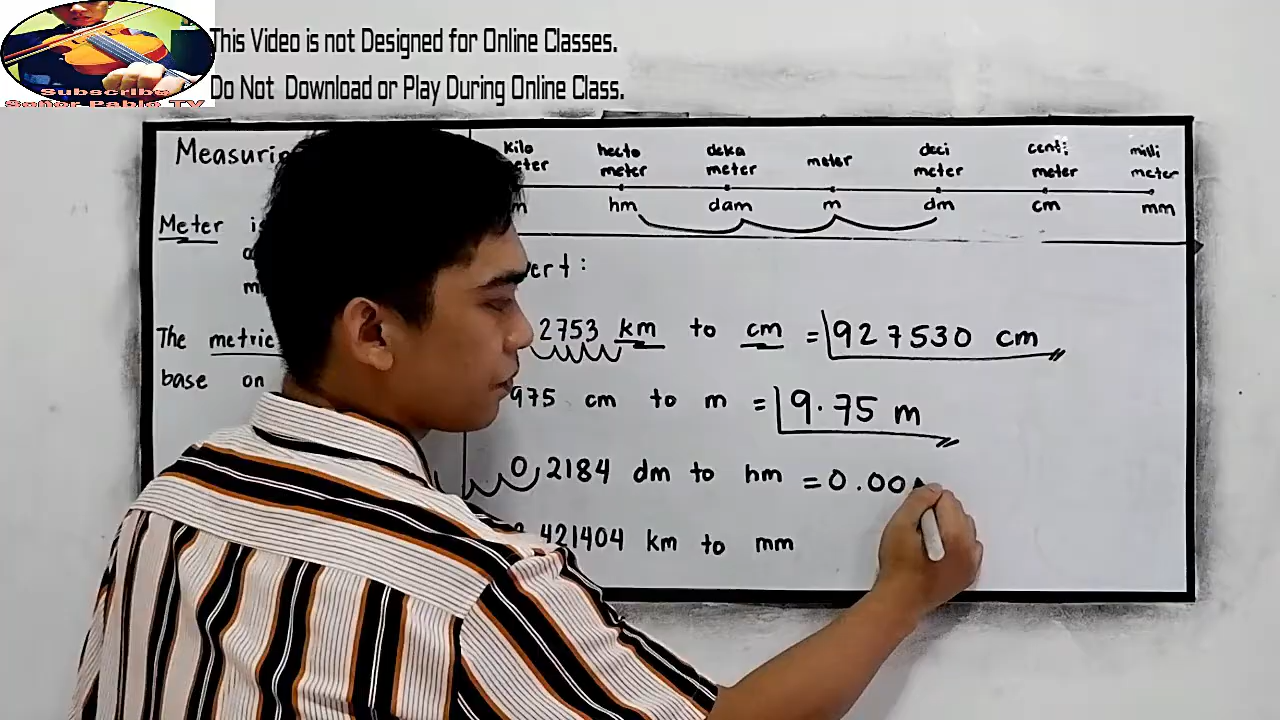 This Video is not Designed for Online Classes.
Do Not Download or Play During Online Class.
Subscribe
Señor Pablo TV
kilo hecto deka meter deci centi milli
meter meter meter meter meter
hm dam m dm cm mm
Meter
The metric
base on
2753 km to cm = 927530 cm
975 cm to m = 9.75 m
0 2184 dm to hm = 0.00
421404 km to mm